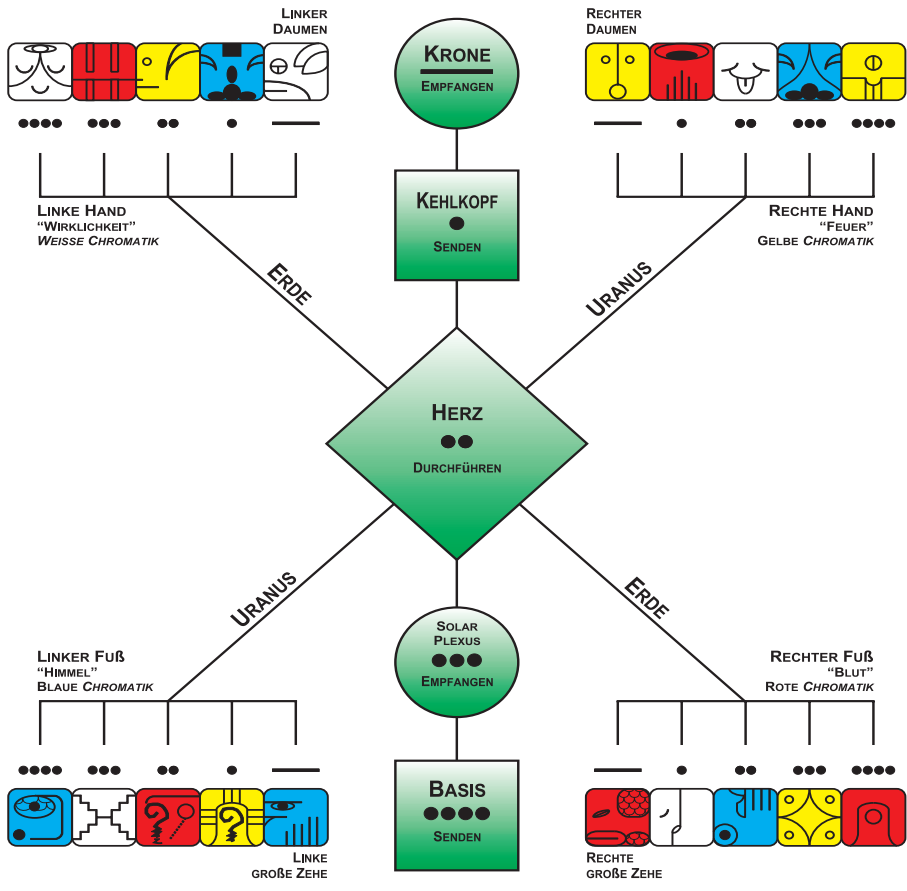 LINKER
DAUMEN
KRONE
EMPFANGEN
RECHTER
DAUMEN
LINKE HAND
“WIRKLICHKEIT”
WEISSE CHROMATIK
KEHLKOPF
SENDEN
RECHTE HAND
“FEUER”
GELBE CHROMATIK
ERDE
URANUS
HERZ
DURCHFÜHREN
URANUS
ERDE
LINKER FUß
“HIMMEL”
BLAUE CHROMATIK
SOLAR
PLEXUS
EMPFANGEN
RECHTER FUß
“BLUT”
ROTE CHROMATIK
BASIS
SENDEN
LINKE
GROßE ZEHE
RECHTE
GROßE ZEHE